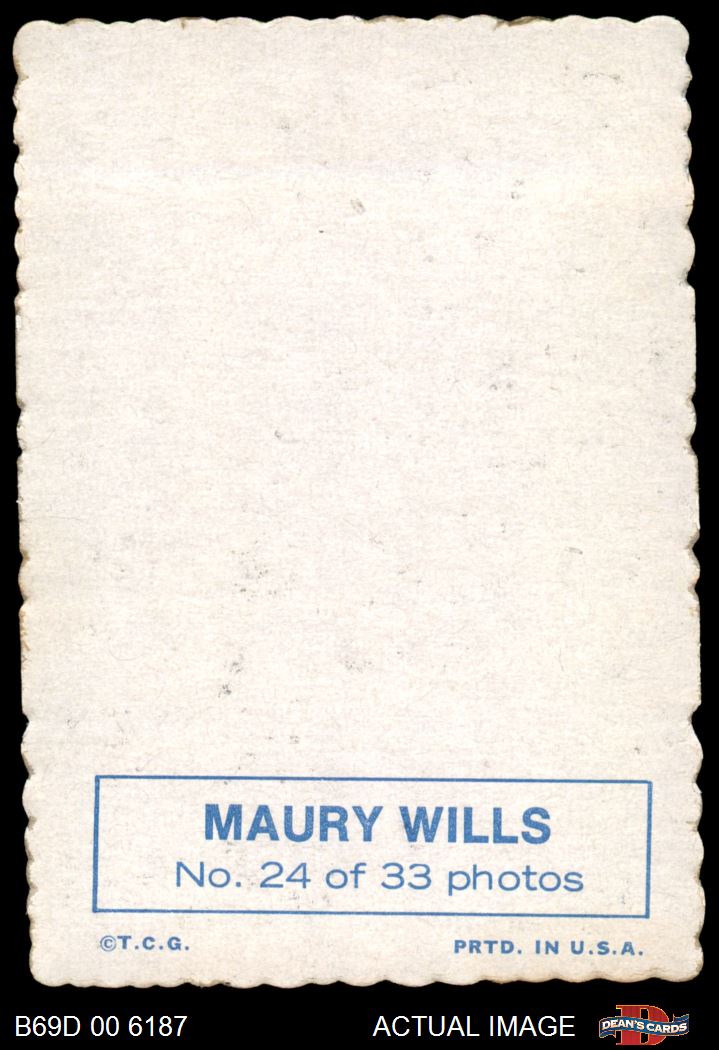 MAURY WILLS
No. 24 of 33 photos
©T.C.G.
PRTD. IN U.S.A.
B69D 00 6187
ACTUAL IMAGE
D
DEAN'S CARDS